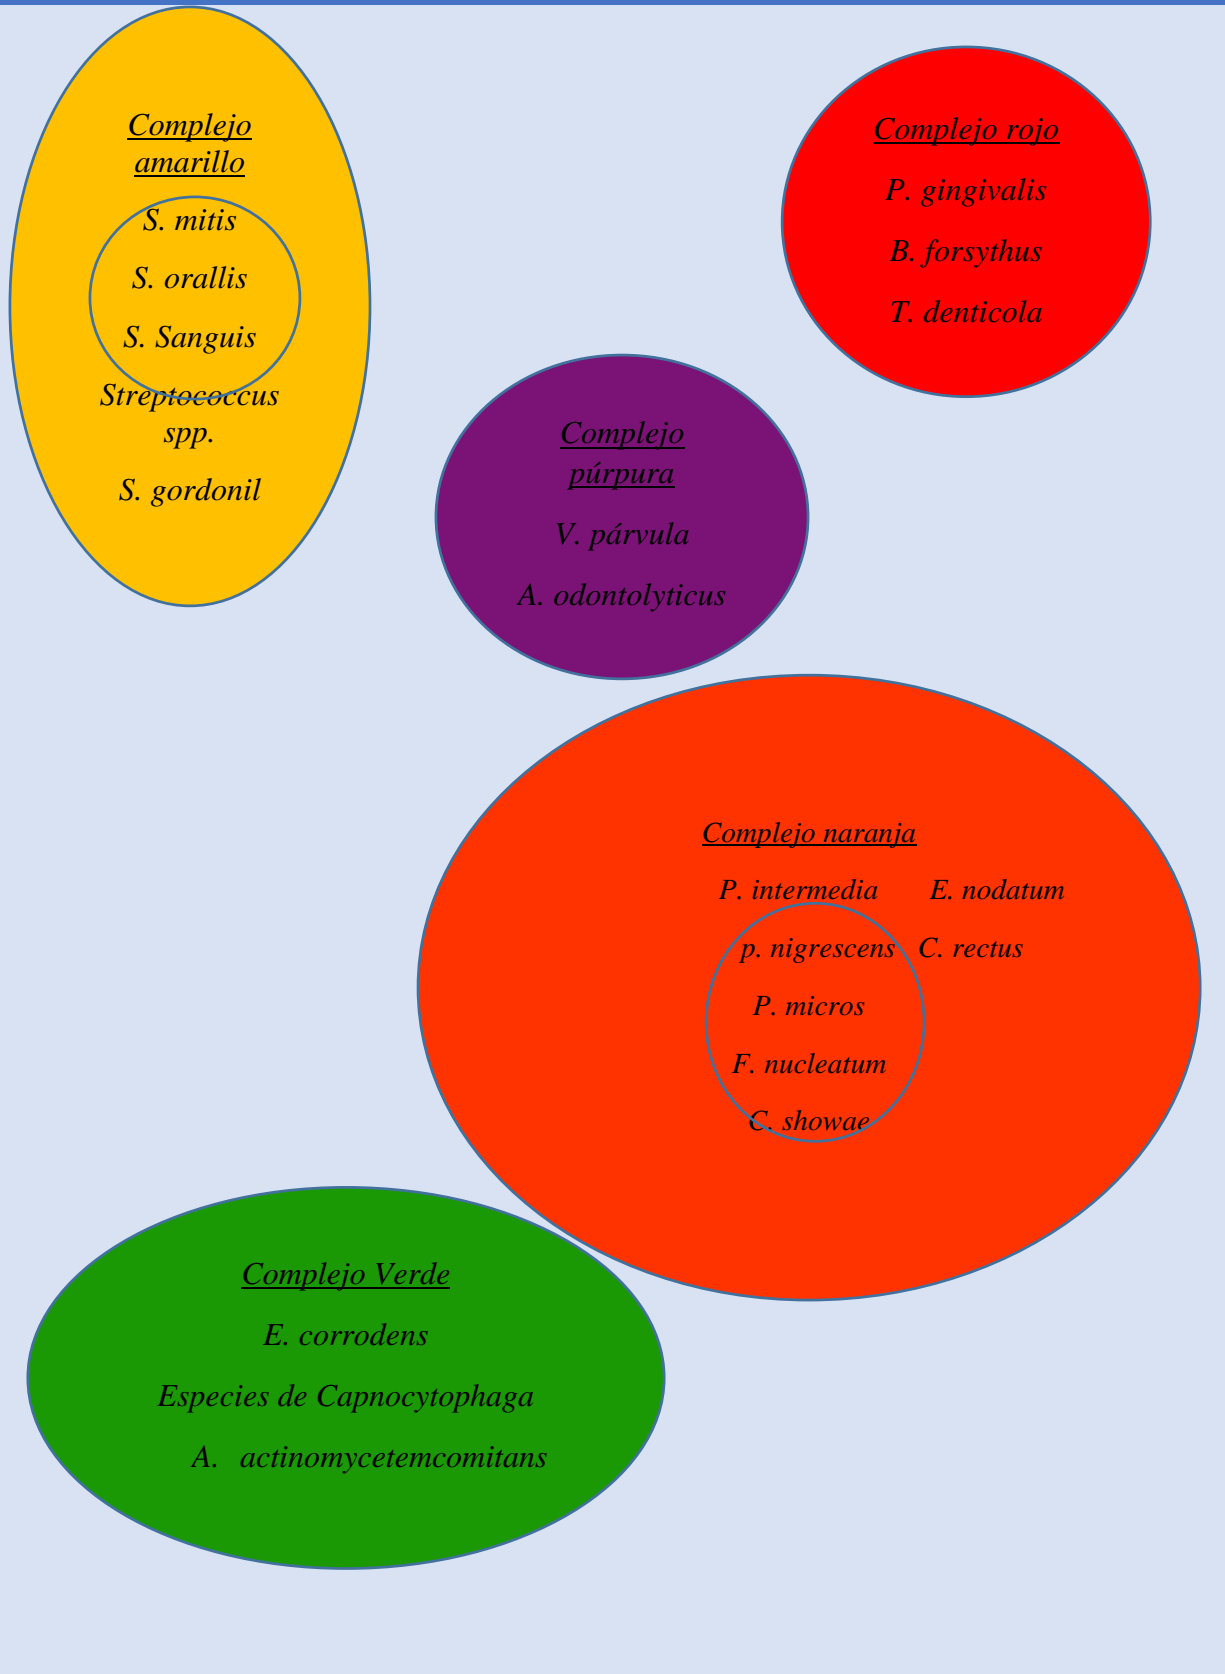 Complejo
amarillo
S. mitis
S. orallis
S. Sanguis
Streptococcus
spp.
S. gordonil
Complejo rojo
P. gingivalis
B. forsythus
T. denticola
Complejo
púrpura
V. párvula
A. odontolyticus
Complejo naranja
P. intermedia E. nodatum
p. nigrescens C. rectus
P. micros
F. nucleatum
C. showae
Complejo Verde
E. corrodens
Especies de Capnocytophaga
A. actinomycetemcomitans